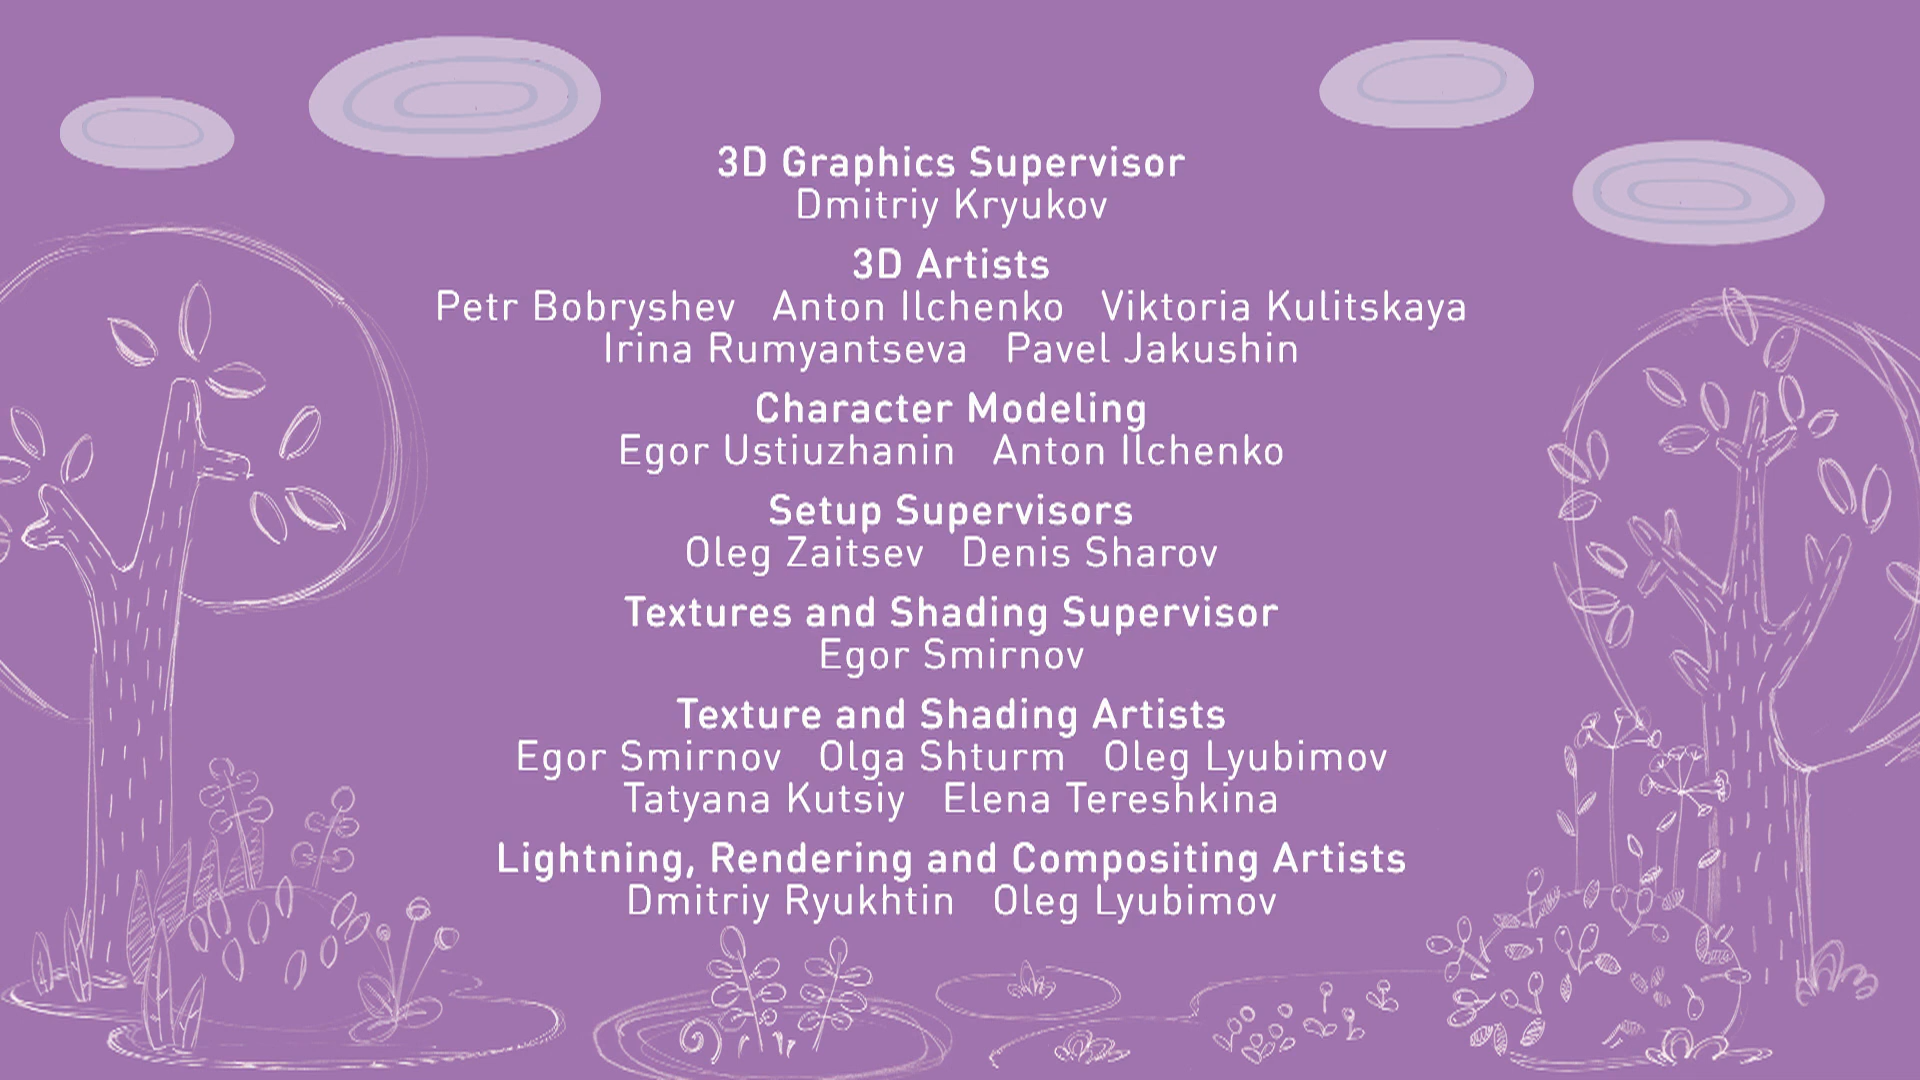 3D Graphics Supervisor
Dmitriy Kryukov
3D Artists
Petr Bobryshev Anton Ilchenko Viktoria Kulitskaya
Irina Rumyantseva Pavel Jakushin
Character Modeling
Egor Ustiuzhanin Anton Ilchenko
Setup Supervisors
Oleg Zaitsev Denis Sharov
Textures and Shading Supervisor
Egor Smirnov
Texture and Shading Artists
Egor Smirnov Olga Shturm Oleg Lyubimov
Tatyana Kutsiy Elena Tereshkina
Lightning, Rendering and Compositing Artists
Dmitriy Ryukhtin Oleg Lyubimov